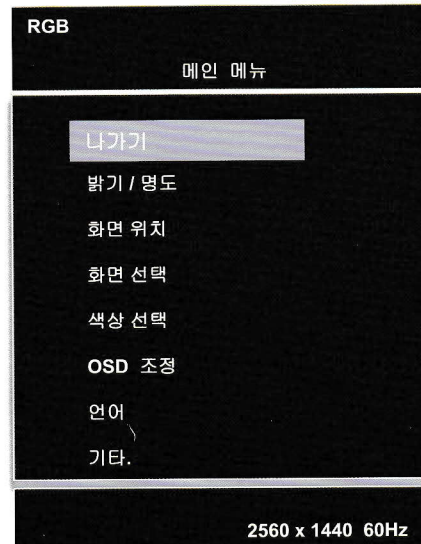 RGB
메인 메뉴
나가기
밝기 / 명도
화면 위치
화면 선택
색상 선택
OSD 조정
언어
기타.
2560 x 1440 60Hz